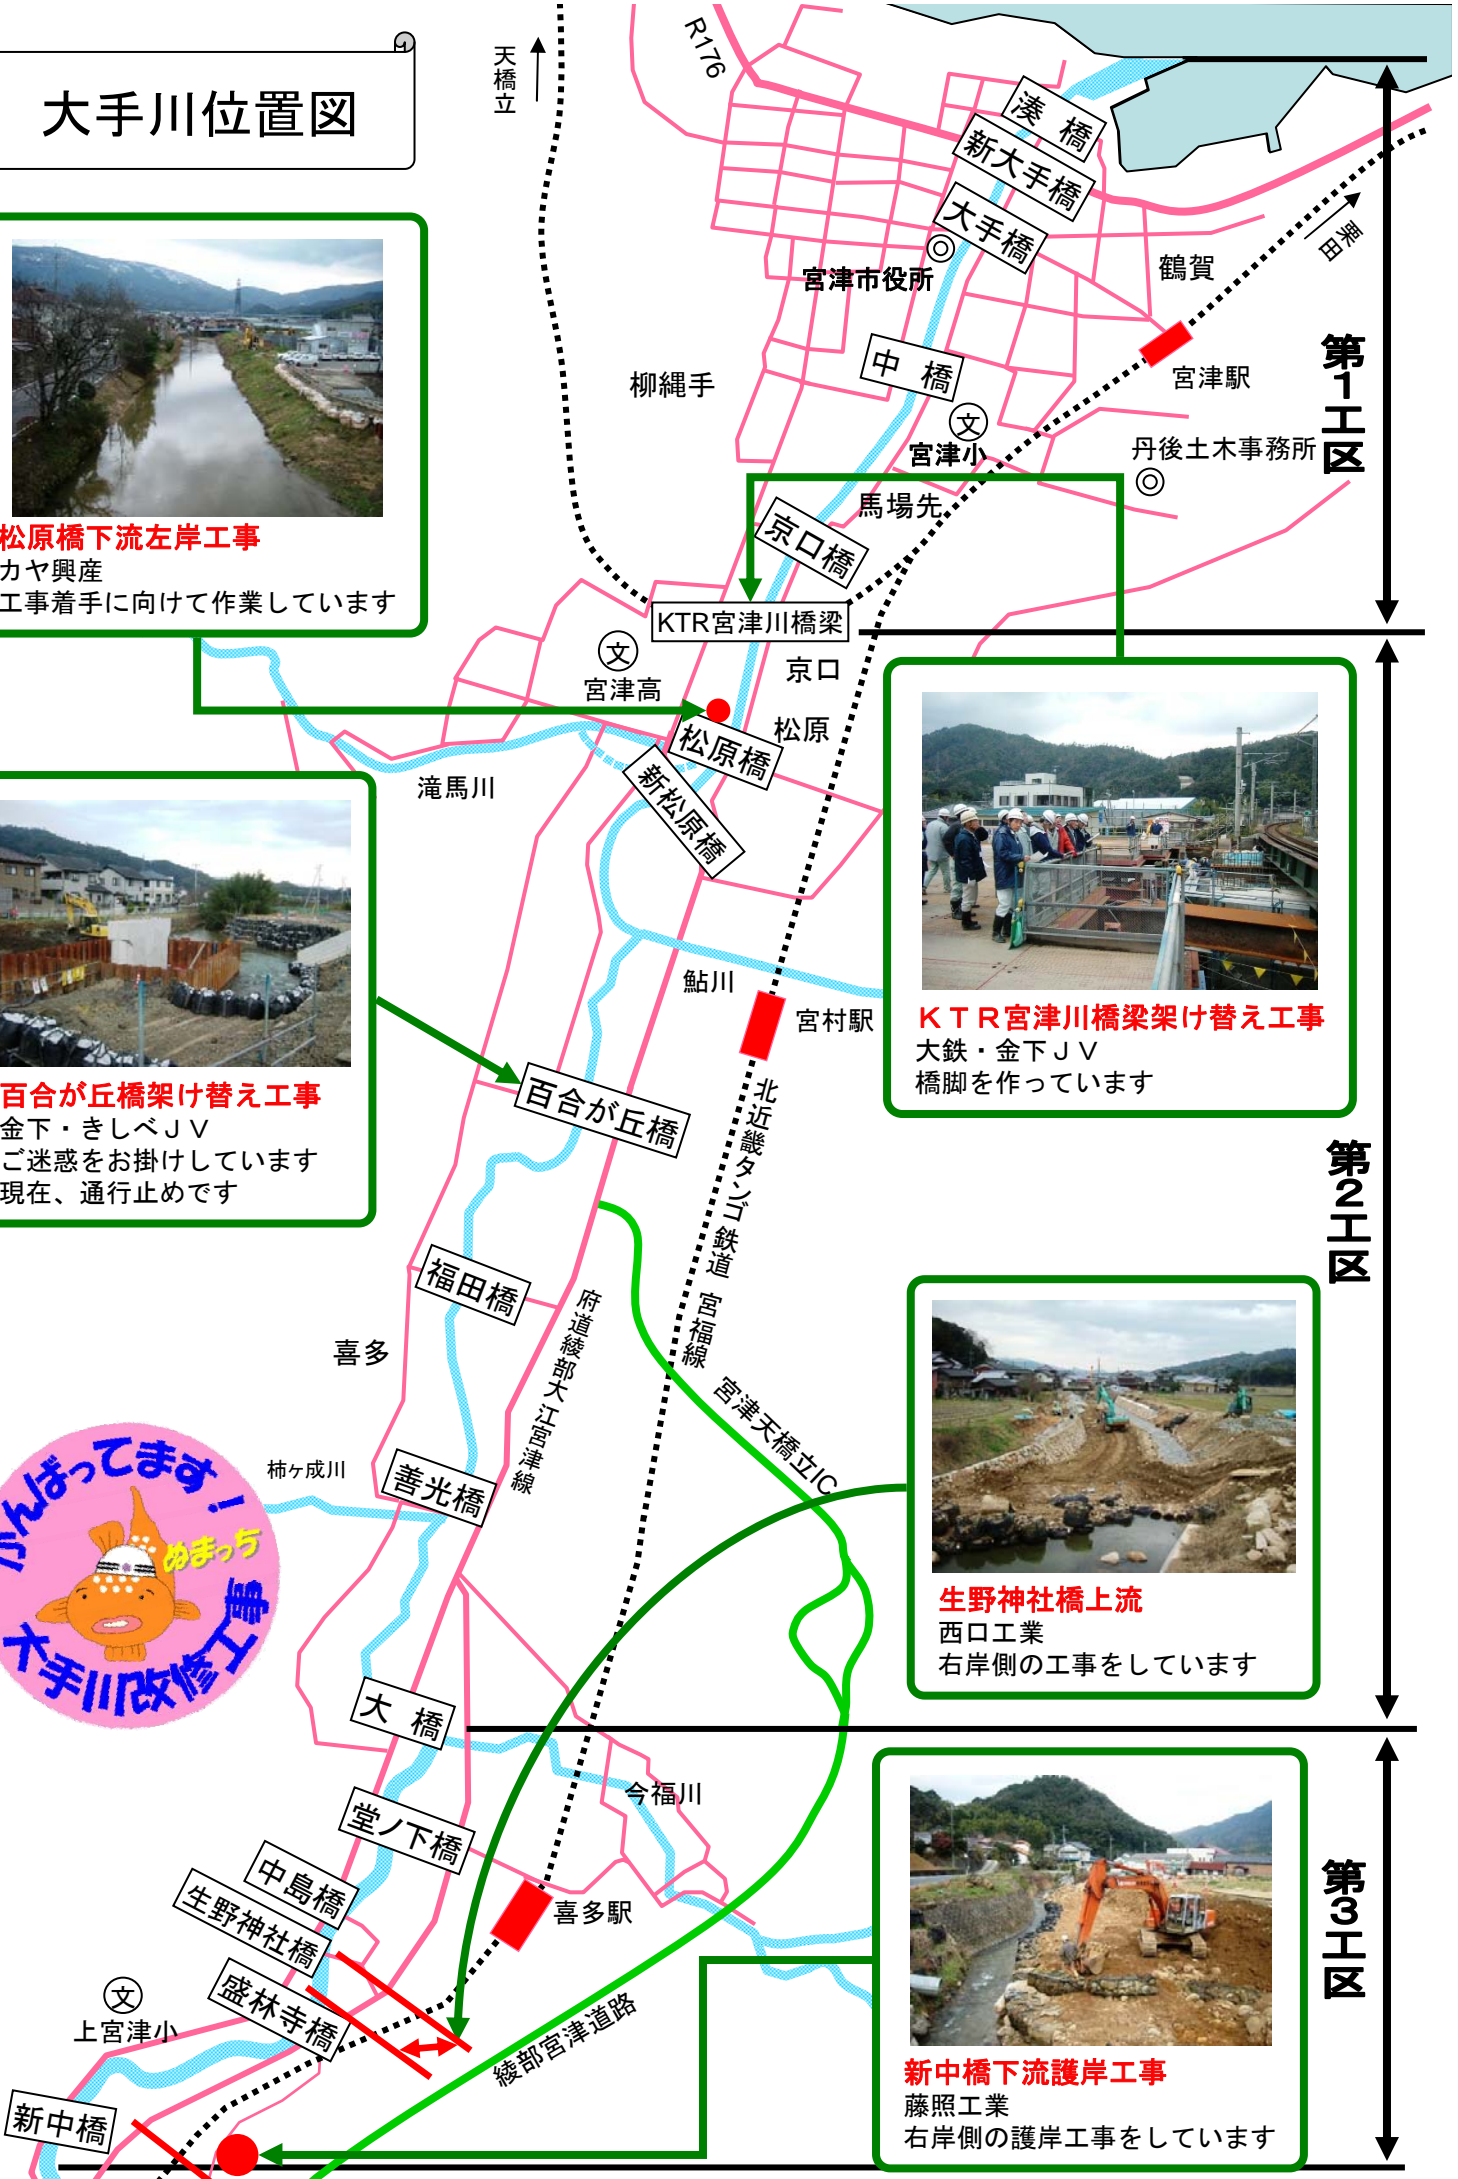 大手川位置図
天橋立
R176
湊橋
新大手橋
大手橋
宮津市役所
鶴賀
栗田
宮津駅
中橋
柳縄手
文
宮津小
丹後土木事務所
馬場先
京口橋
KTR宮津川橋梁
京口
文
宮津高
松原
松原橋
新松原橋
滝馬川
鮎川
宮村駅
百合が丘橋
北近畿タンゴ鉄道 宮福線
福田橋
府道綾部大江宮津線
喜多
宮津天橋立IC
柿ヶ成川
善光橋
大橋
今福川
堂ノ下橋
中島橋
生野神社橋
喜多駅
盛林寺橋
文
上宮津小
綾部宮津道路
新中橋
第1工区
第2工区
第3工区
松原橋下流左岸工事
カヤ興産
工事着手に向けて作業しています
百合が丘橋架け替え工事
金下・きしべJV
ご迷惑をお掛けしています
現在、通行止めです
KTR宮津川橋梁架け替え工事
大鉄・金下JV
橋脚を作っています
生野神社橋上流
西口工業
右岸側の工事をしています
新中橋下流護岸工事
藤照工業
右岸側の護岸工事をしています
がんばってます！
ぬまっち
大手川改修工事